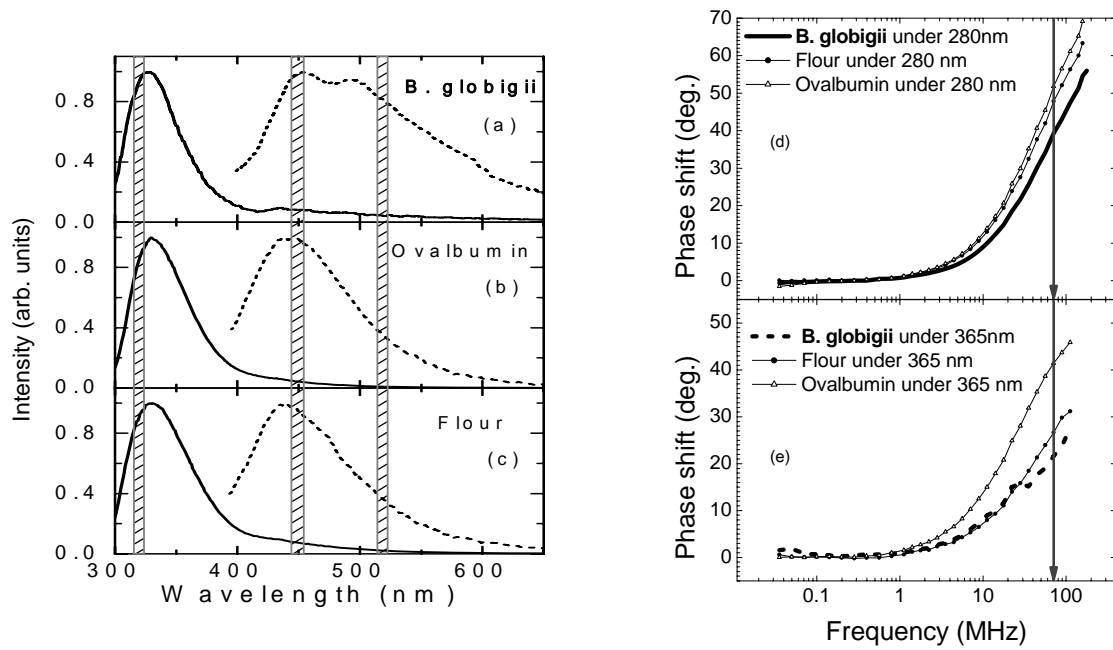 B. globigii
(a)
0.8
0.4
0.0
Ovalbumin
(b)
0.8
0.4
0.0
Flour
(c)
0.8
0.4
0.0
300 400 500 600
Wavelength (nm)
Intensity (arb. units)
70
60
50
40
30
20
10
0
B. globigii under 280nm
Flour under 280 nm
Ovalbumin under 280 nm
(d)
Phase shift (deg.)
50
40
30
20
10
0
B. globigii under 365nm
Flour under 365 nm
Ovalbumin under 365 nm
(e)
Phase shift (deg.)
0.1 1 10 100
Frequency (MHz)